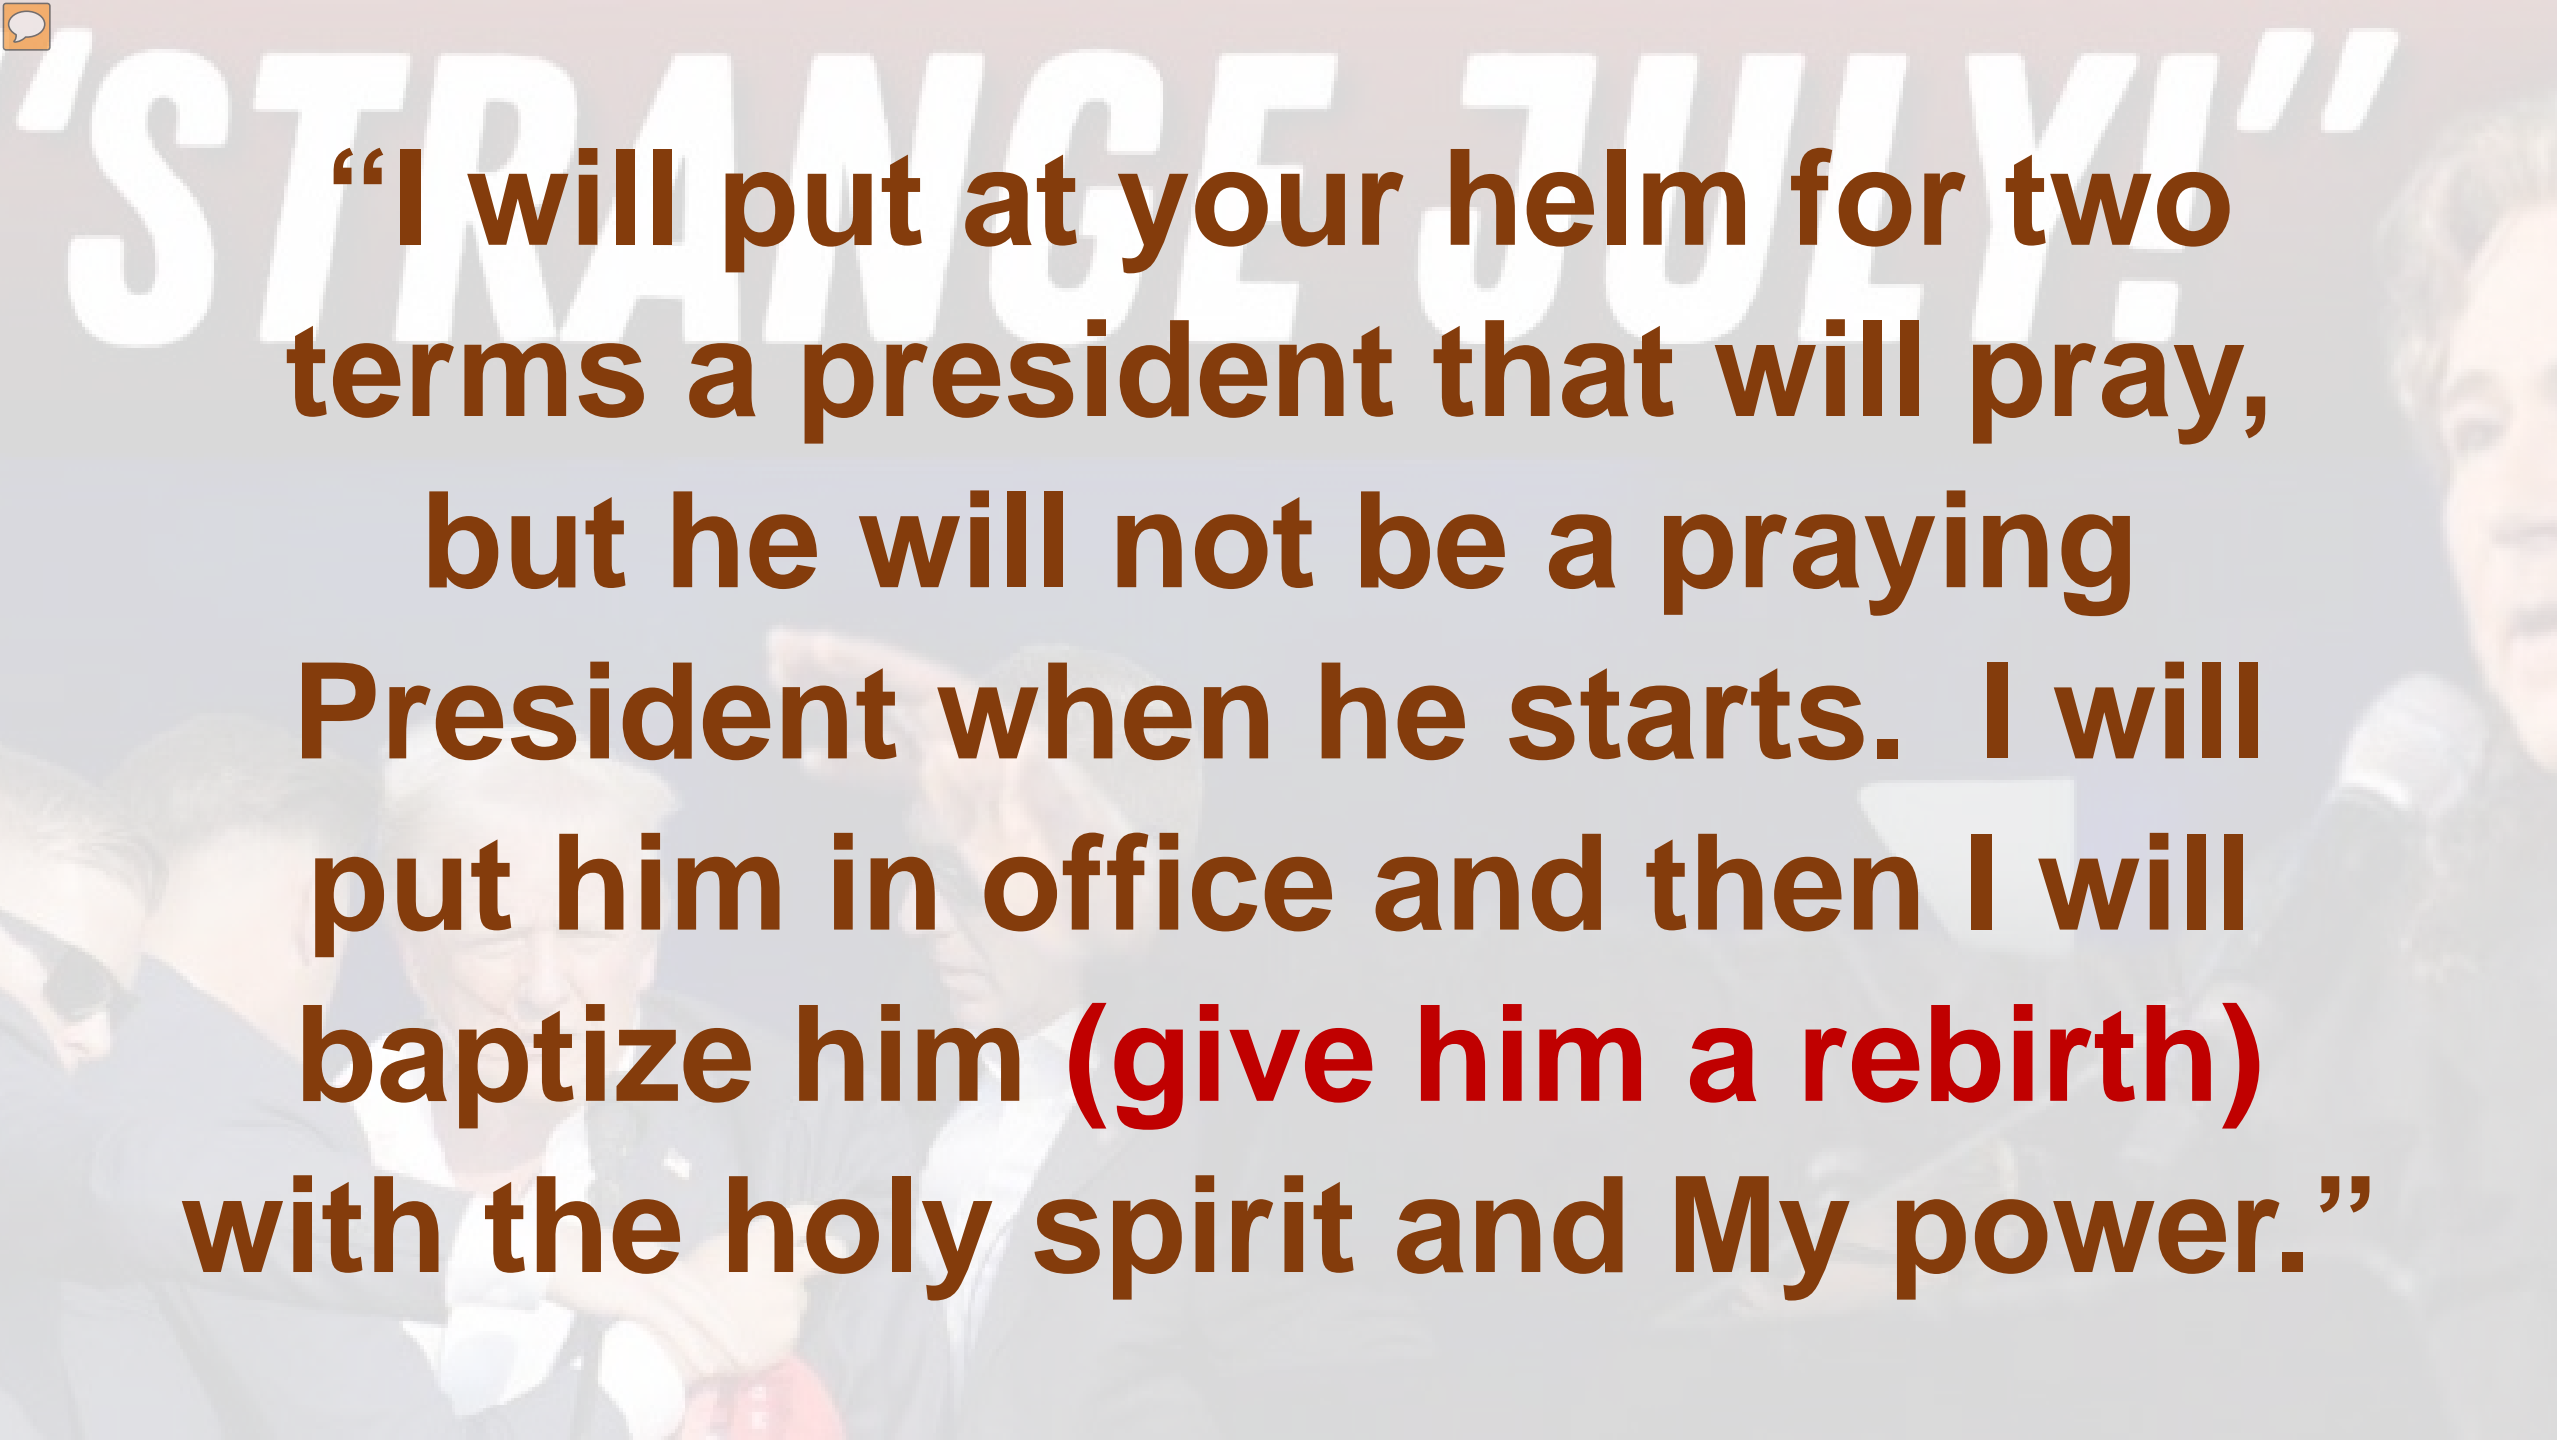 "STRANGE JULY!"
“I will put at your helm for two
terms a president that will pray,
but he will not be a praying
President when he starts.  I will
put him in office and then I will
baptize him (give him a rebirth)
with the holy spirit and My power.”